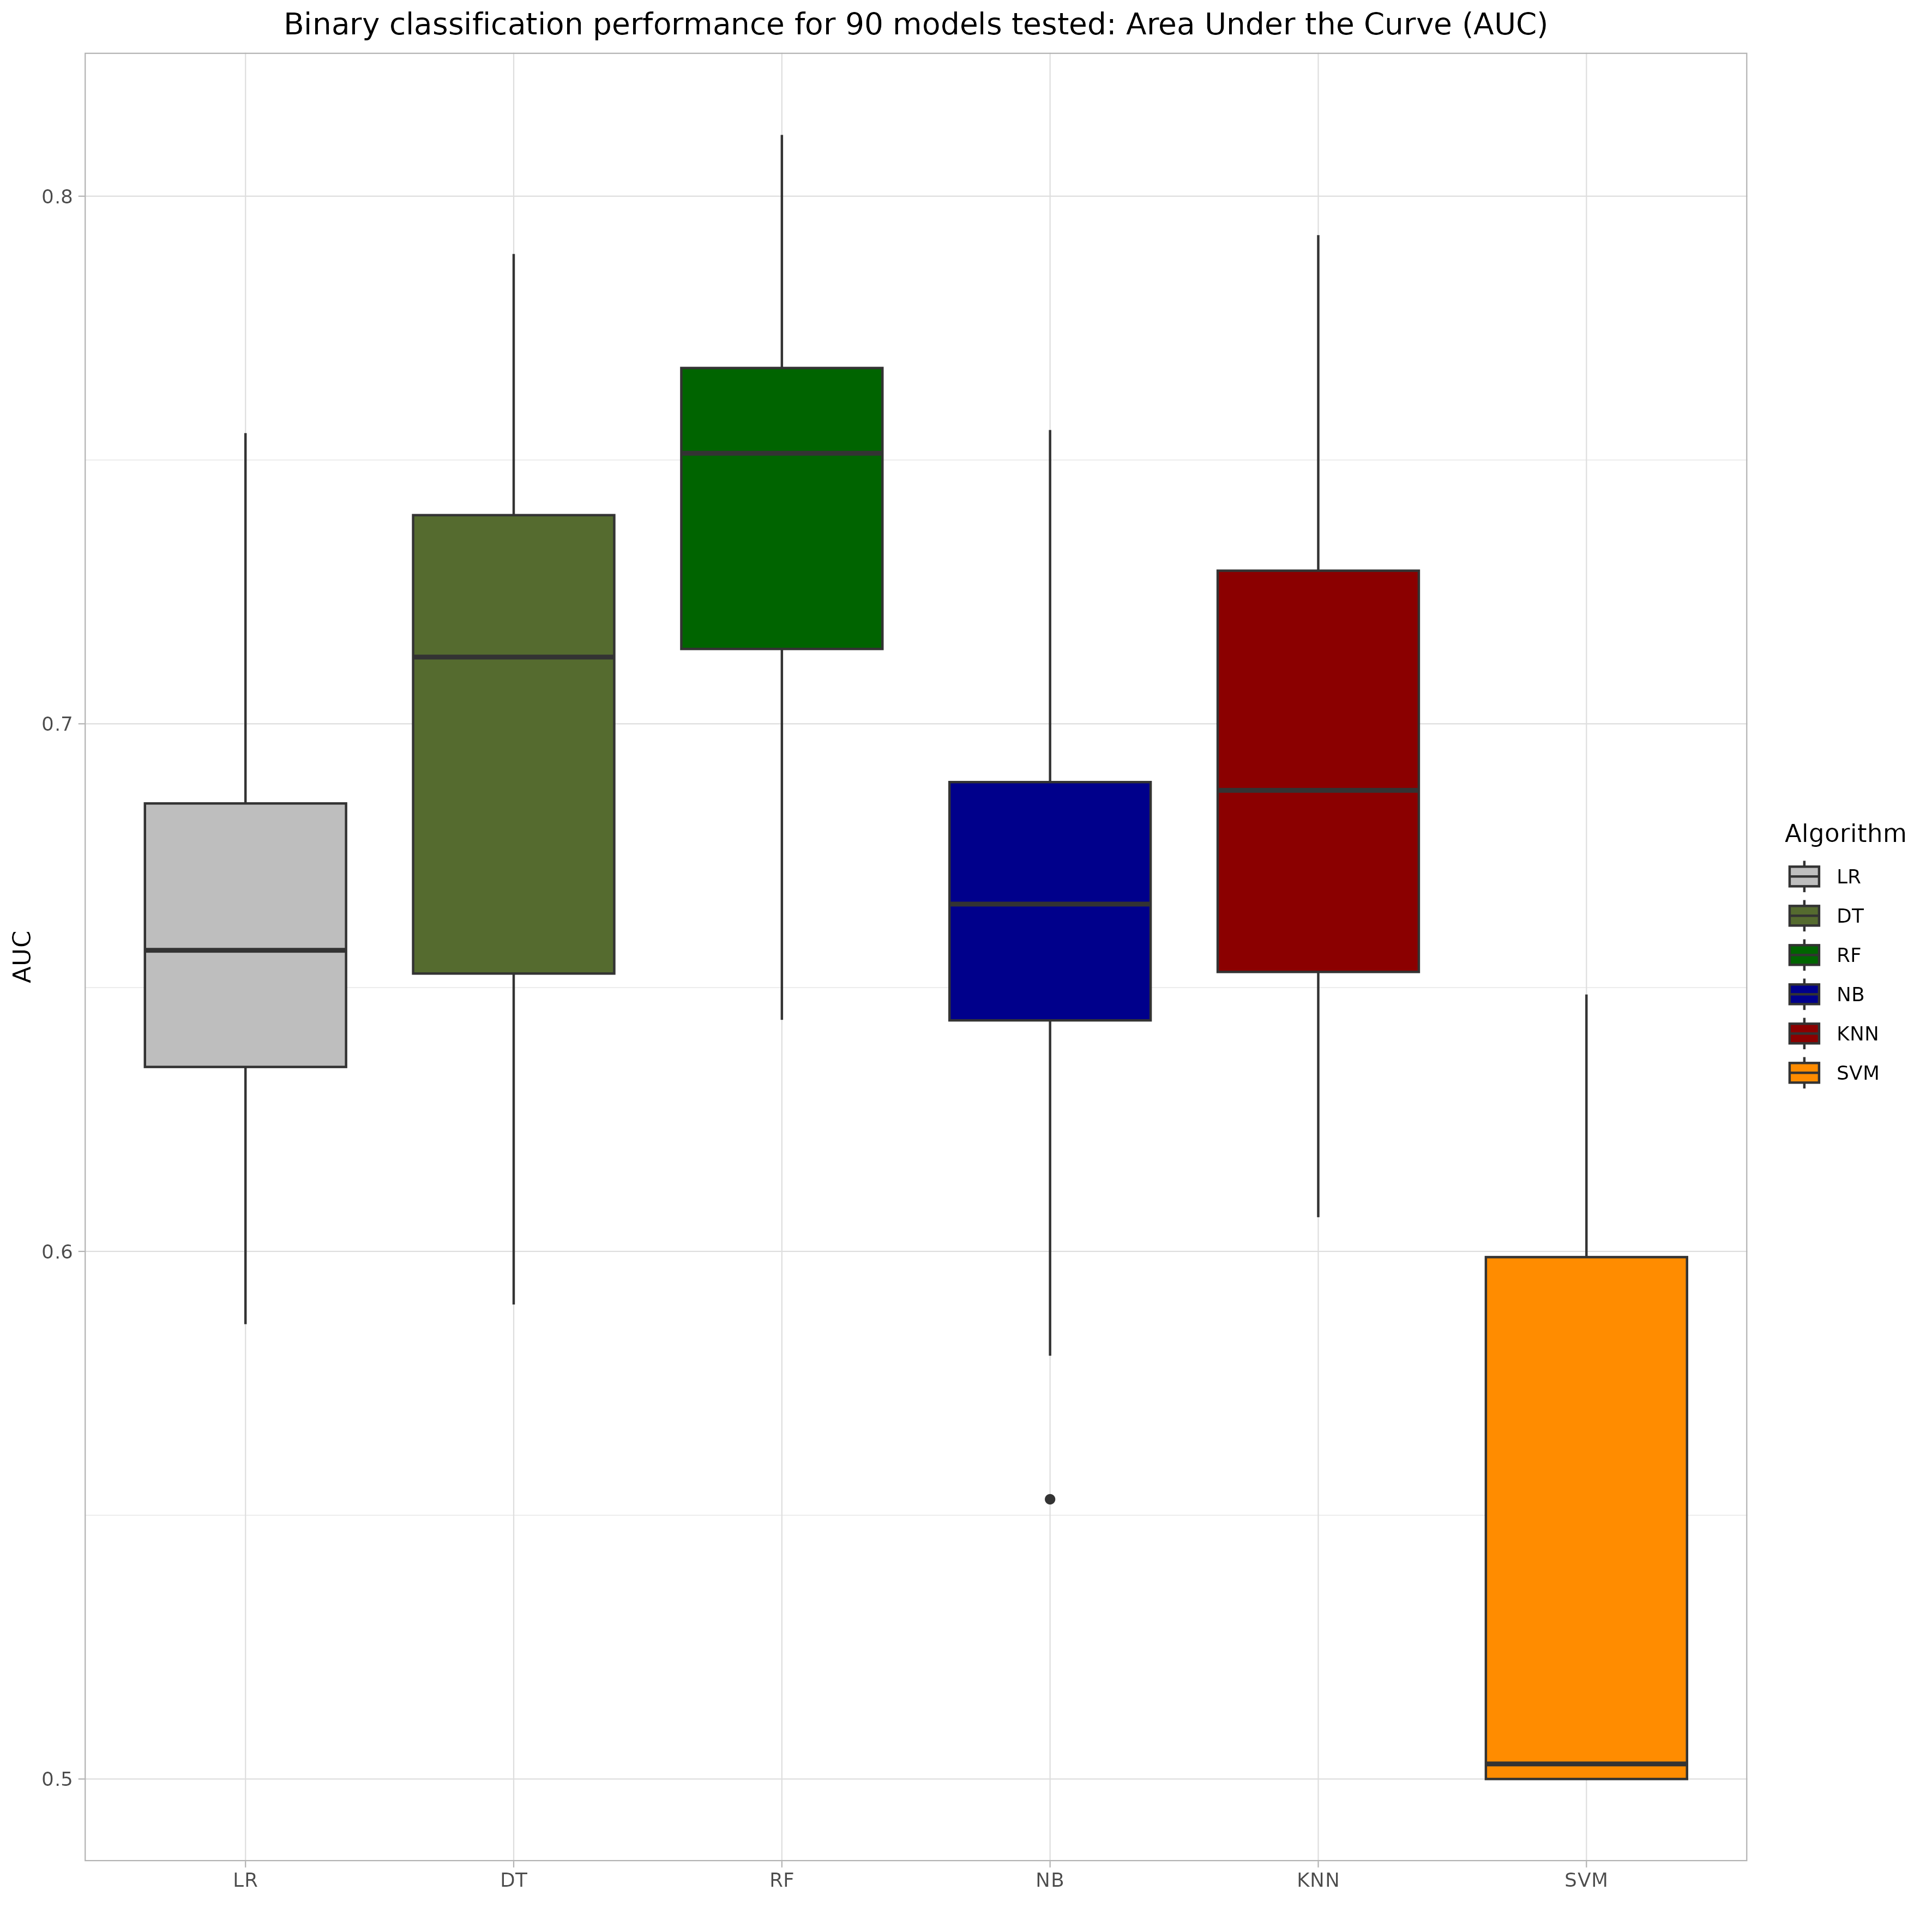 Binary classification performance for 90 models tested: Area Under the Curve (AUC)
0.8
0.7
0.6
0.5
AUC
LR
DT
RF
NB
KNN
SVM
Algorithm
LR
DT
RF
NB
KNN
SVM